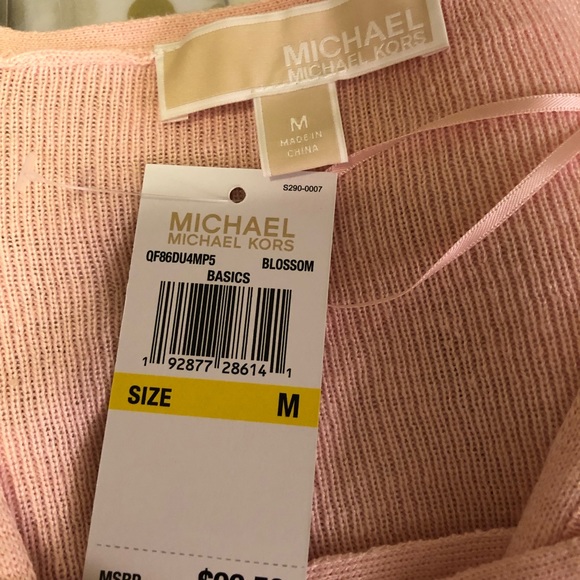 MICHAEL
MICHAEL KORS
M
MADE IN
CHINA
S290-0007
MICHAEL
MICHAEL KORS
QF86DU4MP5 BLOSSOM
BASICS
1 92877 28614 1
SIZE M